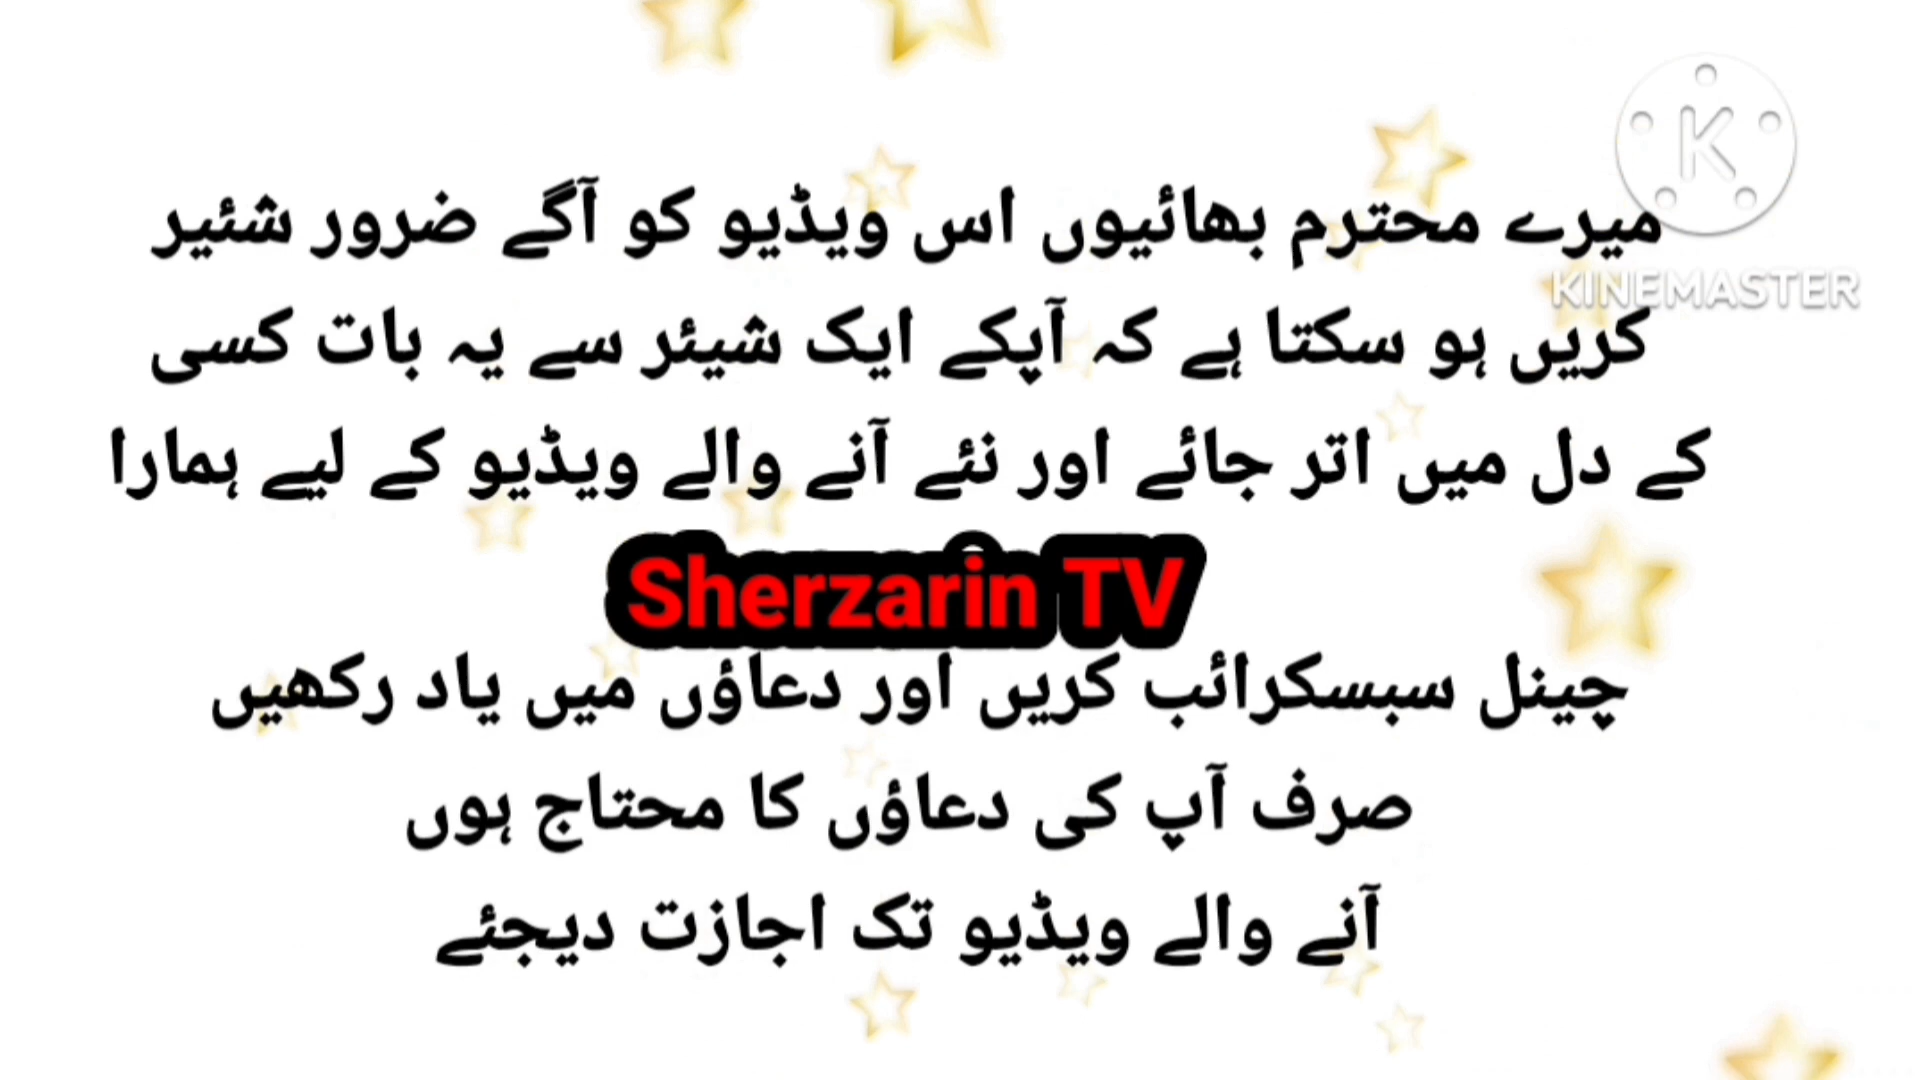 میرے محترم بھائیوں اس ویڈیو کو آگے ضرور شئیر
کریں ہو سکتا ہے کہ آپکے ایک شیئر سے یہ بات کسی
کے دل میں اتر جائے اور نئے آنے والے ویڈیو کے لیے ہمارا
Sherzarin TV
چینل سبسکرائب کریں اور دعاؤں میں یاد رکھیں
صرف آپ کی دعاؤں کا محتاج ہوں
آنے والے ویڈیو تک اجازت دیجئے
K
KINEMASTER